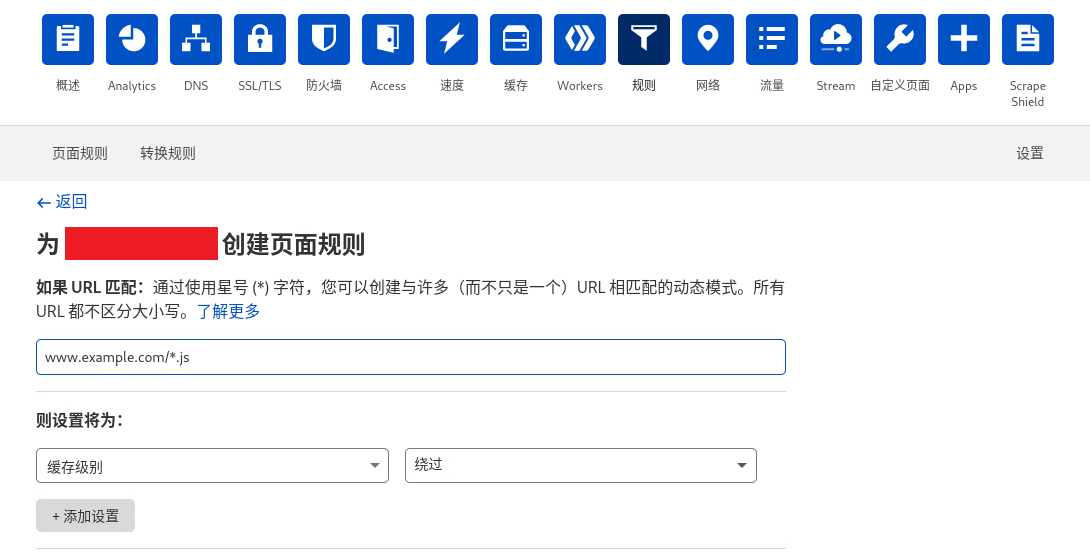 概述 Analytics DNS SSL/TLS 防火墙 Access 速度 缓存 Workers 规则 网络 流量 Stream 自定义页面 Apps Scrape Shield
页面规则 转换规则 设置
返回
为 创建页面规则
如果 URL 匹配：通过使用星号 (*) 字符，您可以创建与许多（而不只是一个）URL 相匹配的动态模式。所有
URL 都不区分大小写。了解更多
www.example.com/*.js
则设置将为：
缓存级别 绕过
+ 添加设置